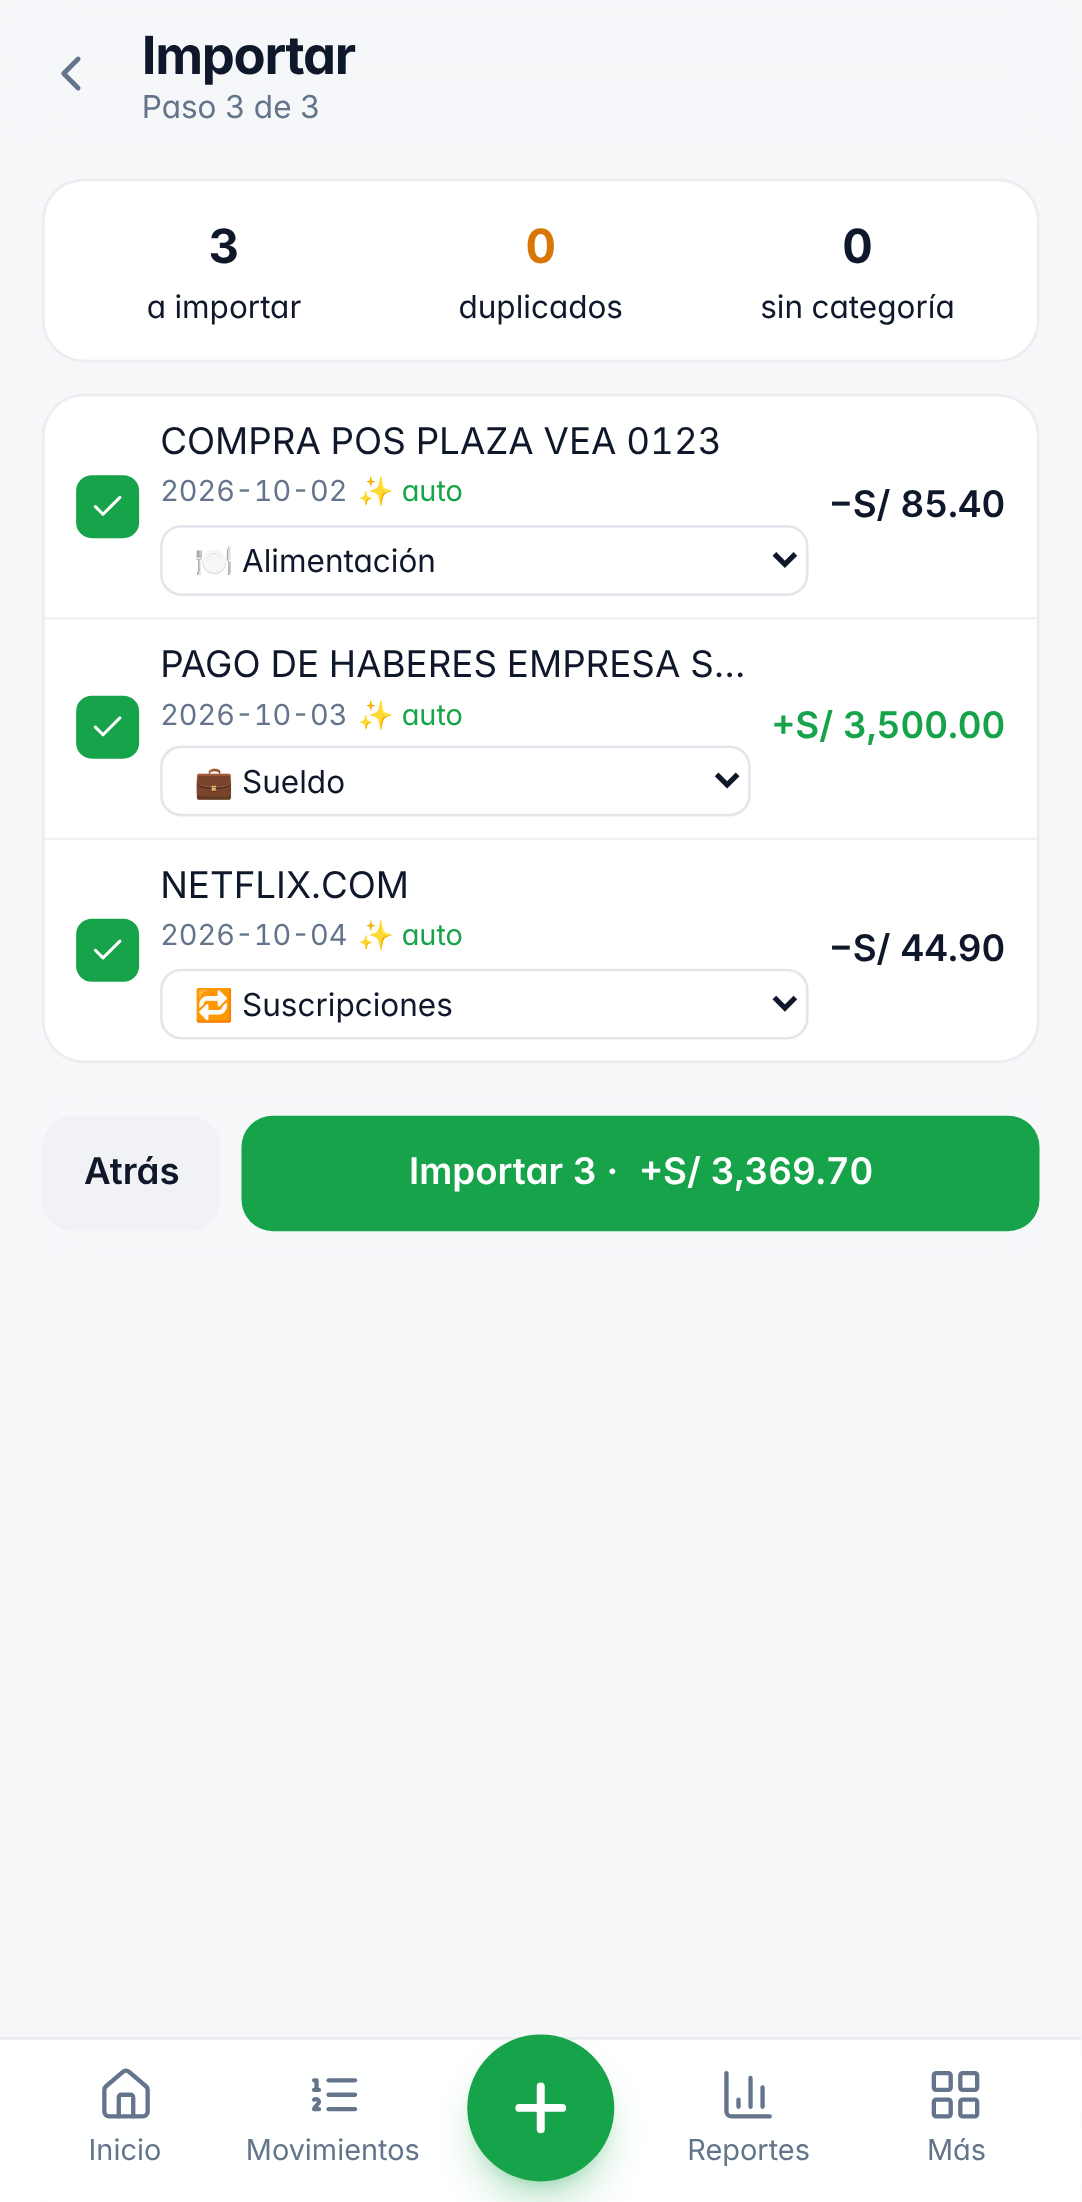 Importar
Paso 3 de 3
3
a importar
0
duplicados
0
sin categoría
COMPRA POS PLAZA VEA 0123
2026-10-02 ✨ auto
−S/ 85.40
🍽️ Alimentación
PAGO DE HABERES EMPRESA S...
2026-10-03 ✨ auto
+S/ 3,500.00
💼 Sueldo
NETFLIX.COM
2026-10-04 ✨ auto
−S/ 44.90
🔁 Suscripciones
Atrás
Importar 3 · +S/ 3,369.70
Inicio
Movimientos
Reportes
Más